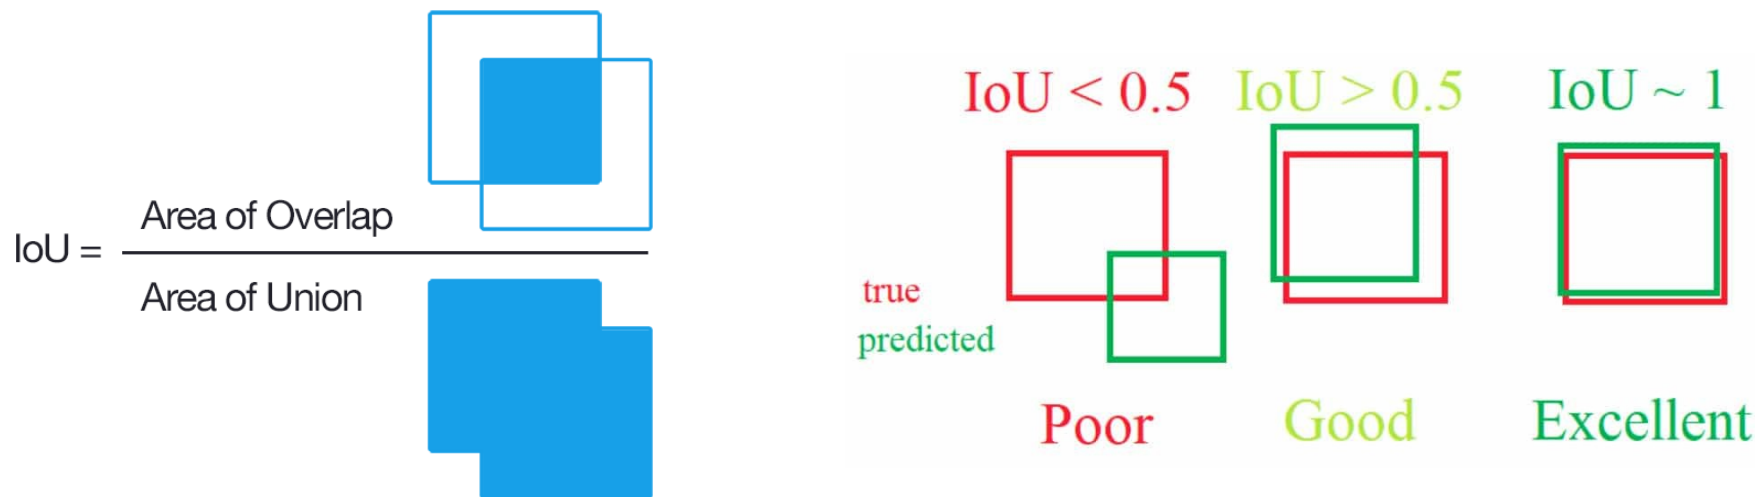 IoU =
Area of Overlap
Area of Union
IoU < 0.5
IoU > 0.5
IoU ~ 1
true
predicted
Poor
Good
Excellent